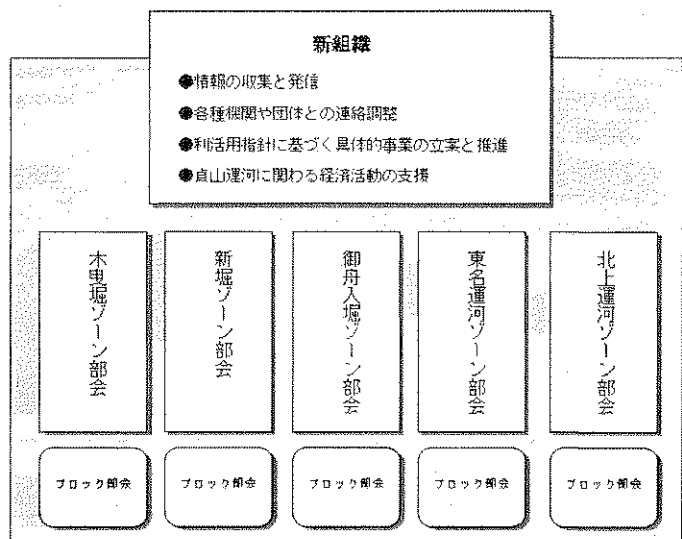 新組織
●情報の収集と発信
●各種機関や団体との連絡調整
●利活用指針に基づく具体的事業の立案と推進
●貞山運河に関わる経済活動の支援
木曳堀ゾーン部会
新堀ゾーン部会
御舟入堀ゾーン部会
東名運河ゾーン部会
北上運河ゾーン部会
ブロック部会
ブロック部会
ブロック部会
ブロック部会
ブロック部会